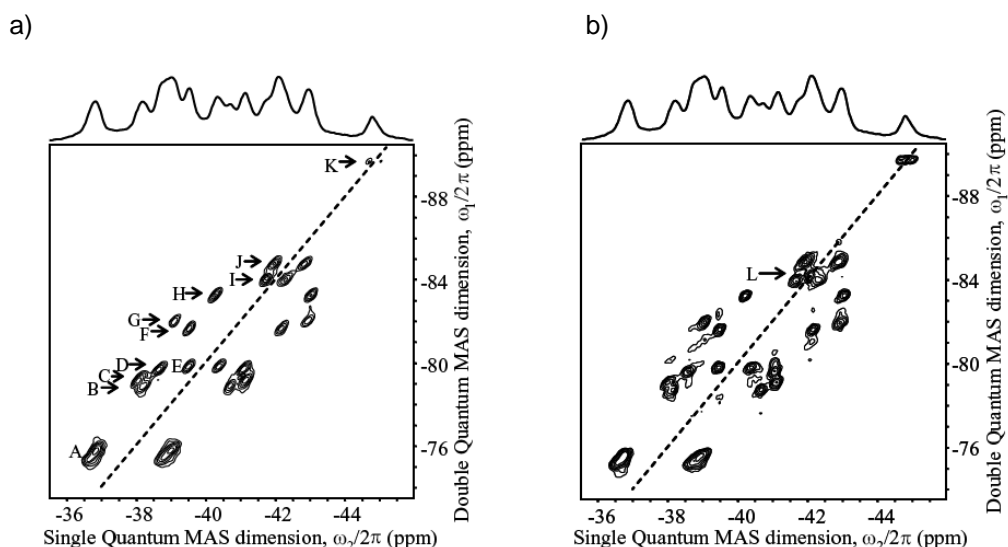 a)
b)
K
J
I
H
G
F
D
C
B
E
A
-88
-84
-80
-76
-36 -38 -40 -42 -44
Single Quantum MAS dimension, ω2/2π (ppm)
Double Quantum MAS dimension, ω1/2π (ppm)
L
-88
-84
-80
-76
-36 -38 -40 -42 -44
Single Quantum MAS dimension, ω2/2π (ppm)
Double Quantum MAS dimension, ω1/2π (ppm)